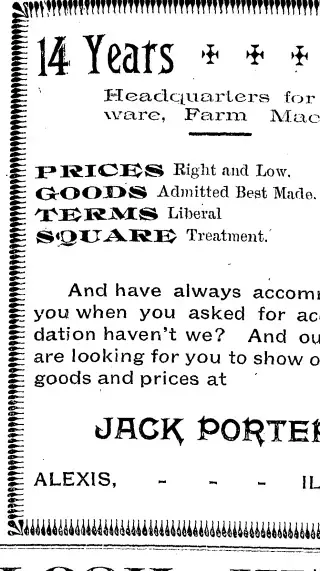 14 Years
Headquarters for
ware, Farm Mac
PRICES Right and Low.
GOODS Admitted Best Made.
TERMS Liberal
SQUARE Treatment.
And have always accom
you when you asked for ac
dation haven't we? And ou
are looking for you to show o
goods and prices at
JACK PORTE
ALEXIS, - - - IL